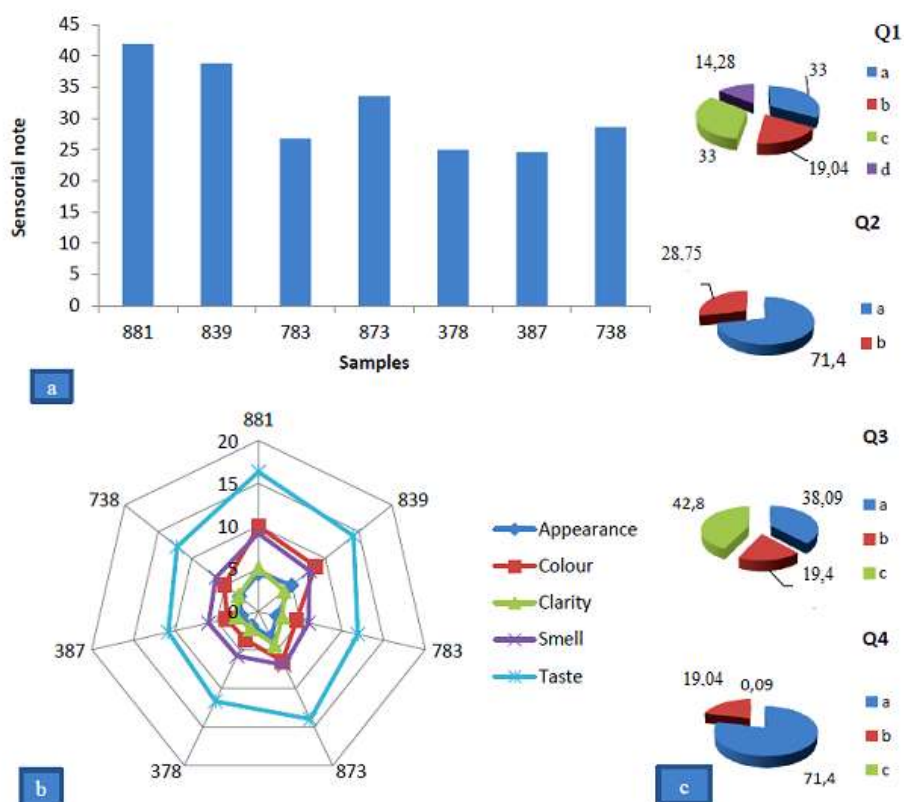 45
40
35
30
25
20
15
10
5
0
Sensorial note
881 839 783 873 378 387 738
Samples
a
Q1
14,28
33
33
19,04
a
b
c
d
Q2
28.75
71,4
a
b
881
839
783
873
378
387
738
20
15
10
5
0
Appearance
Colour
Clarity
Smell
Taste
b
Q3
42,8
38,09
19,4
a
b
c
Q4
19.04
0,09
71,4
a
b
c
c